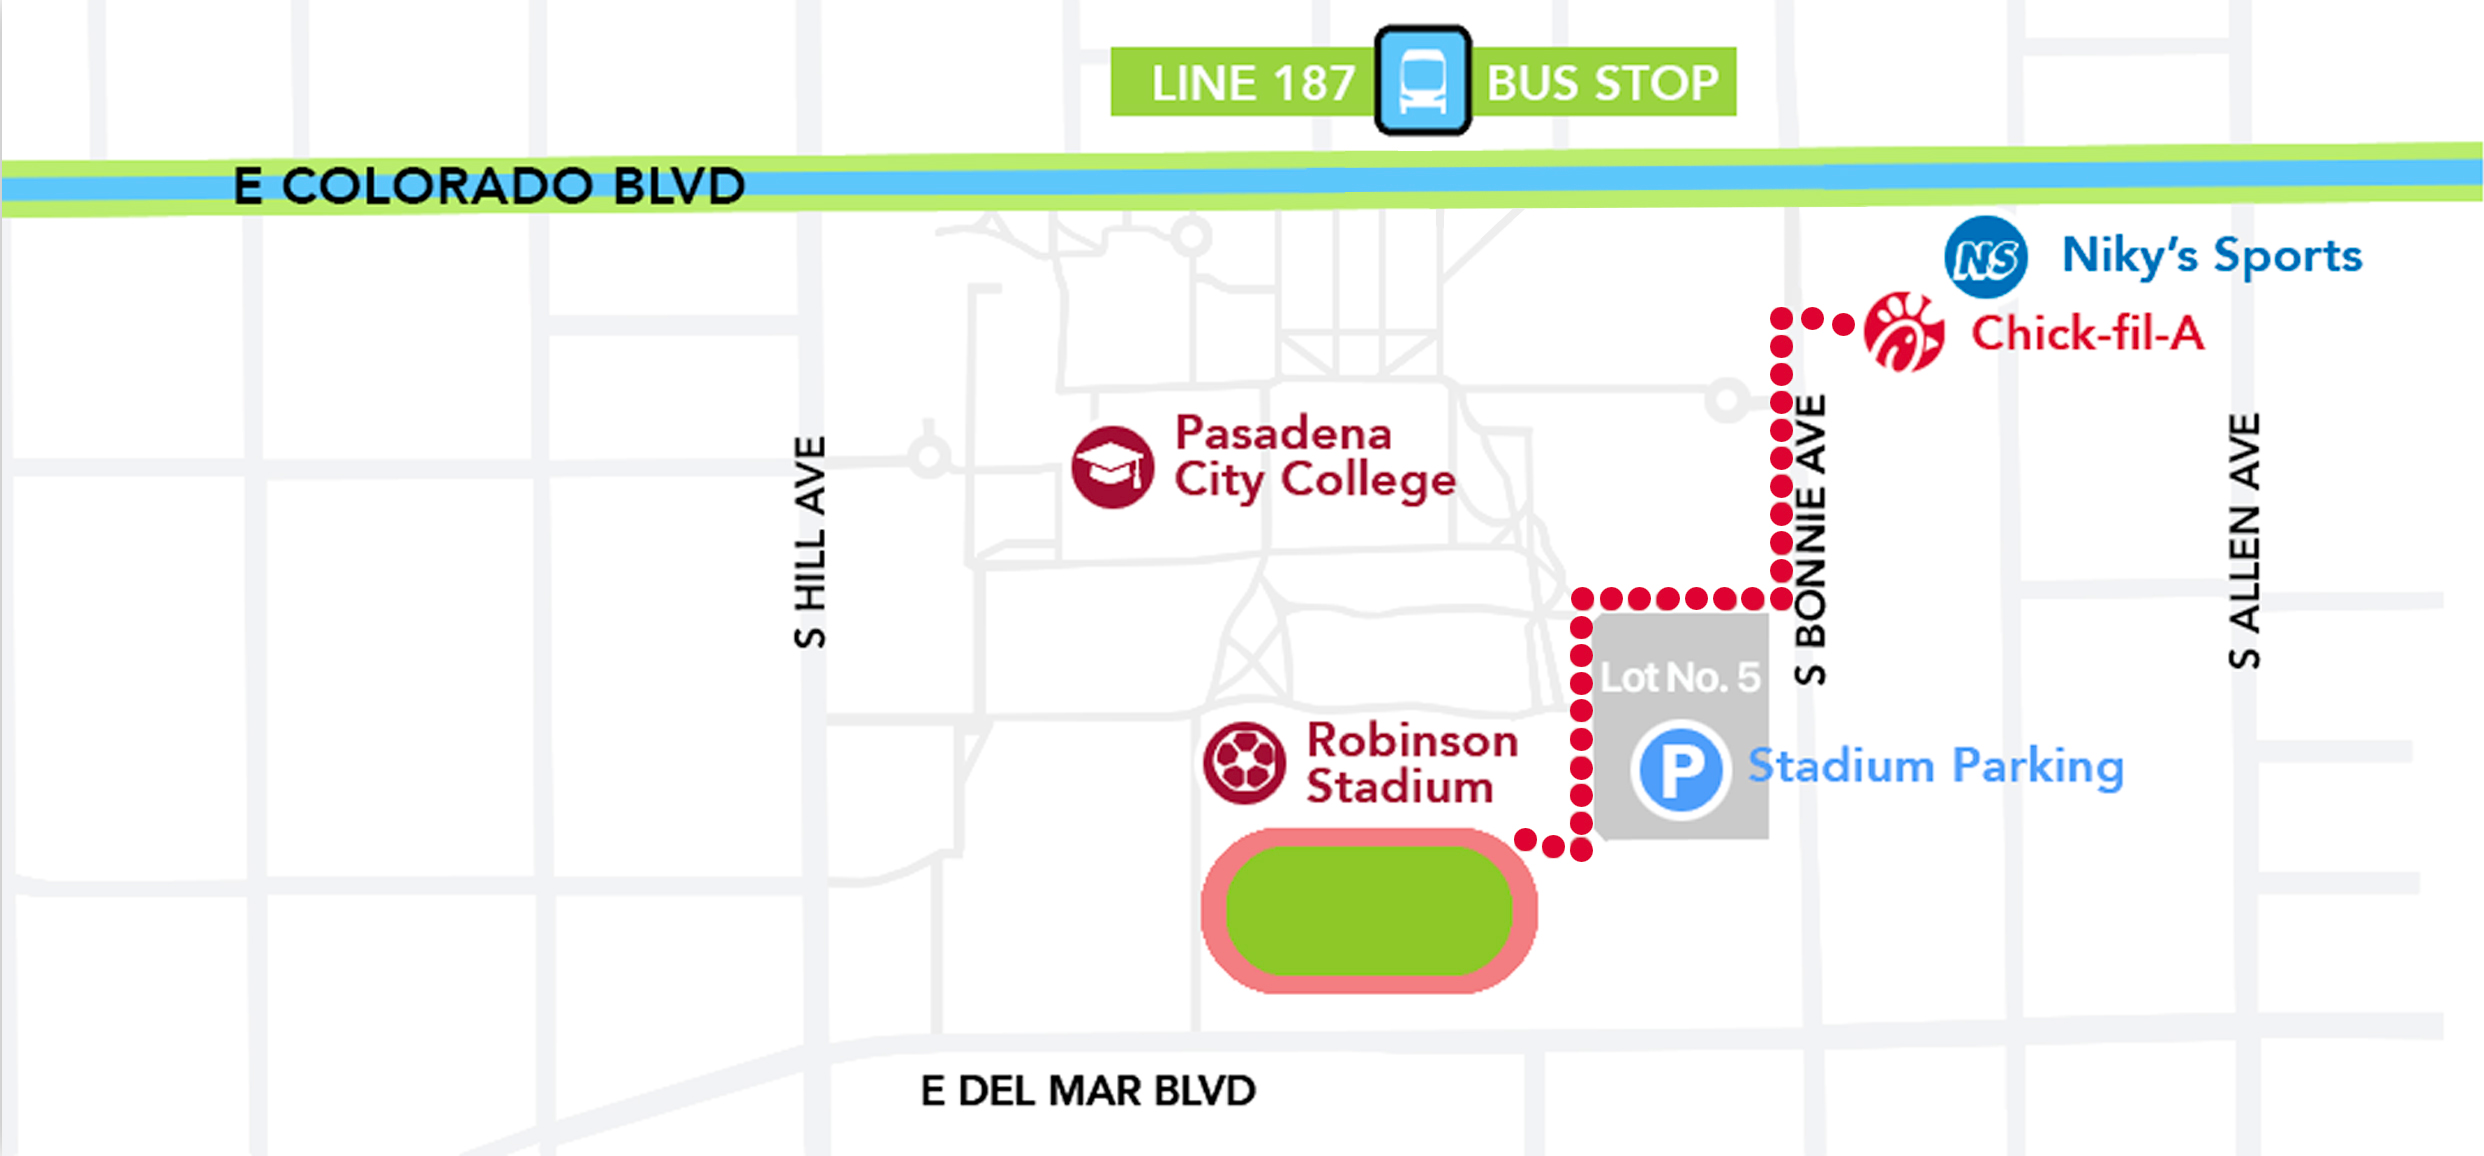 LINE 187 BUS STOP
E COLORADO BLVD
NS Niky's Sports
Chick-fil-A
Pasadena
City College
S HILL AVE
S BONNIE AVE
S ALLEN AVE
Lot No. 5
Robinson
Stadium
P Stadium Parking
E DEL MAR BLVD